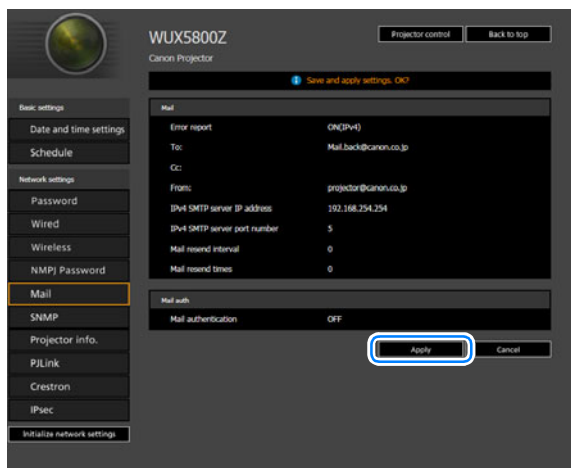 WUX5800Z
Projector control
Back to top
Canon Projector
Save and apply settings. OK?
Basic settings
Date and time settings
Schedule
Network settings
Password
Wired
Wireless
NMPJ Password
Mail
SNMP
Projector info.
PJLink
Crestron
IPsec
Initialize network settings
Mail
Error report ON(IPv4)
To: Mail.back@canon.co.jp
Cc:
From: projector@canon.co.jp
IPv4 SMTP server IP address 192.168.254.254
IPv4 SMTP server port number 5
Mail resend interval 0
Mail resend times 0
Mail auth
Mail authentication OFF
Apply
Cancel